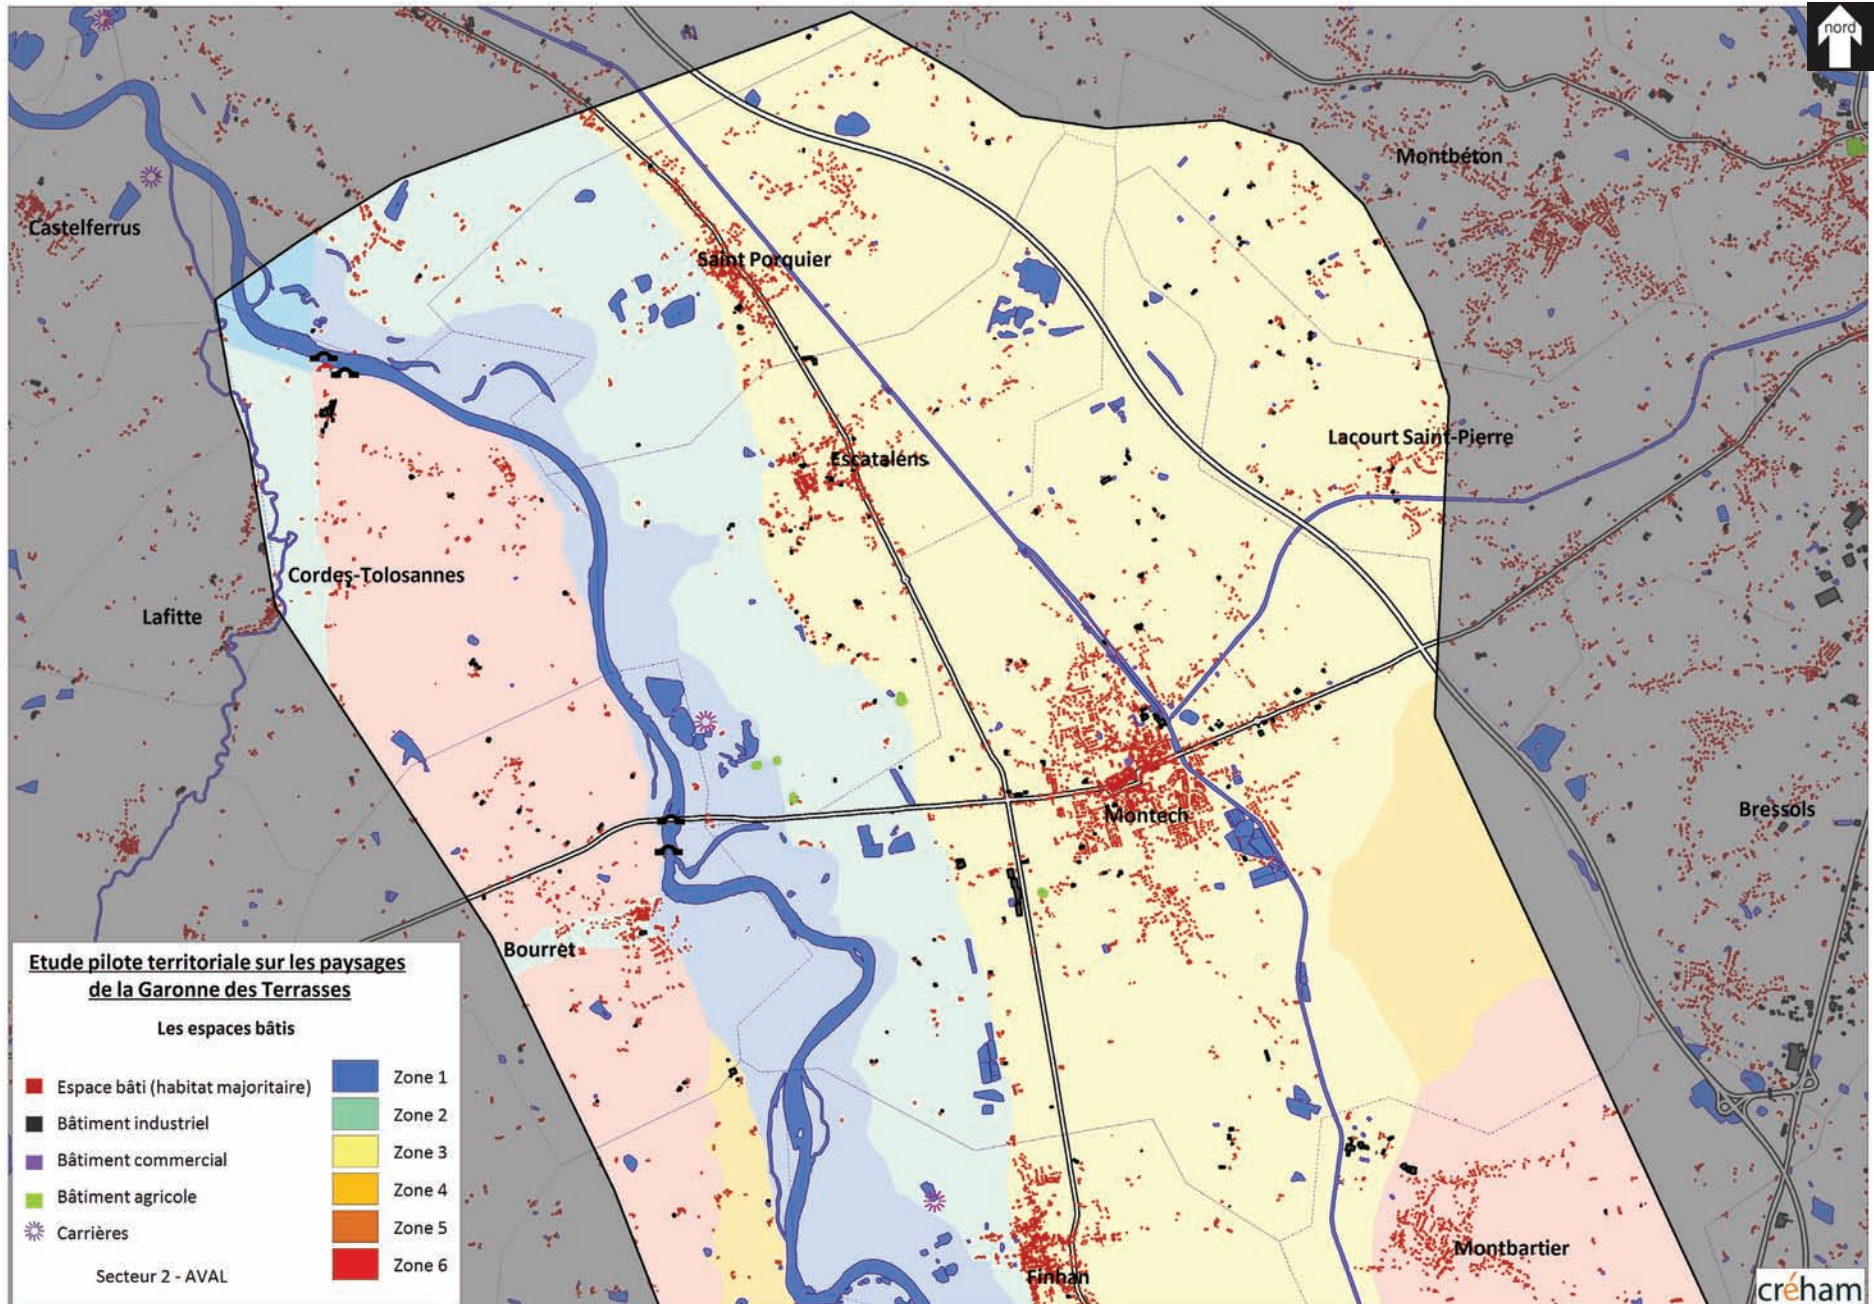 nord
Montbéton
Castelferrus
Saint Porquier
Lacourt Saint-Pierre
Escatalens
Cordes-Tolosannes
Lafitte
Bressols
Montech
Bourret
Etude pilote territoriale sur les paysages
de la Garonne des Terrasses
Les espaces bâtis
Espace bâti (habitat majoritaire)
Bâtiment industriel
Bâtiment commercial
Bâtiment agricole
Carrières
Zone 1
Zone 2
Zone 3
Zone 4
Zone 5
Zone 6
Secteur 2 - AVAL
Montbartier
Finhan
créham